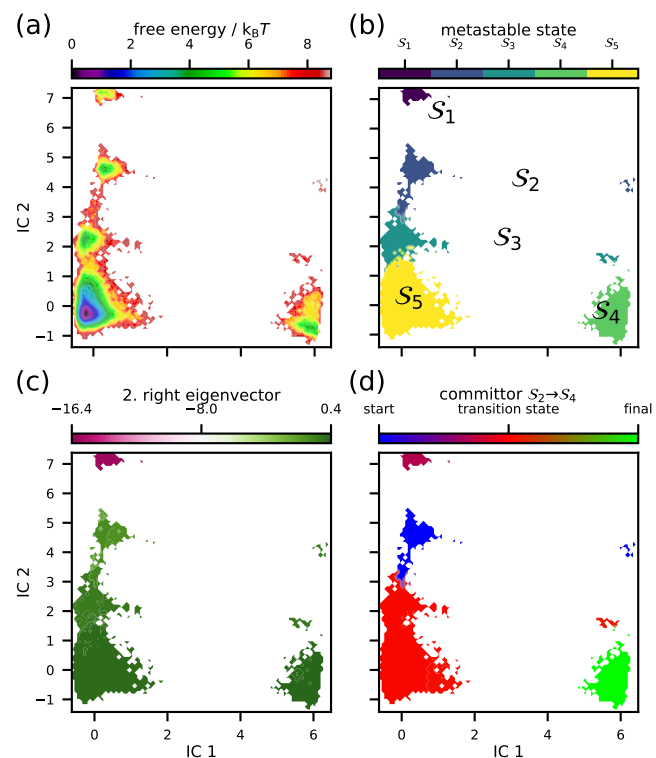 (a)
free energy / k_BT
0 2 4 6 8
7
6
5
4
3
2
1
0
−1
IC 2
(b)
metastable state
𝒮₁ 𝒮₂ 𝒮₃ 𝒮₄ 𝒮₅
𝒮₁
𝒮₂
𝒮₃
𝒮₅
𝒮₄
(c)
2. right eigenvector
−16.4 −8.0 0.4
7
6
5
4
3
2
1
0
−1
IC 2
0 2 4 6
IC 1
(d)
committor 𝒮₂→𝒮₄
start transition state final
0 2 4 6
IC 1